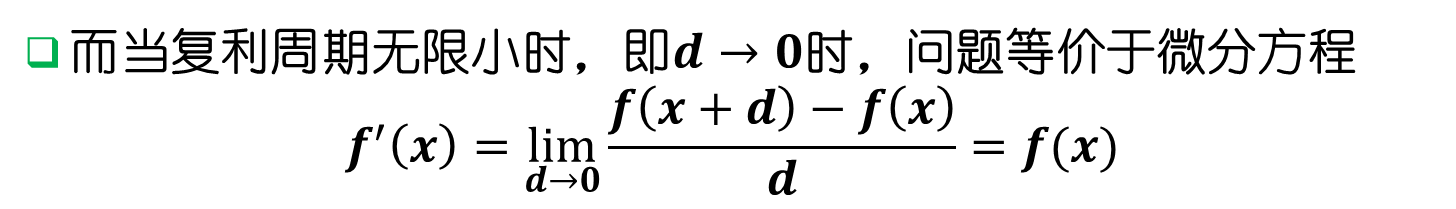 而当复利周期无限小时，即d → 0时，问题等价于微分方程
f′(x) = lim_{d→0} \frac{f(x + d) − f(x)}{d} = f(x)